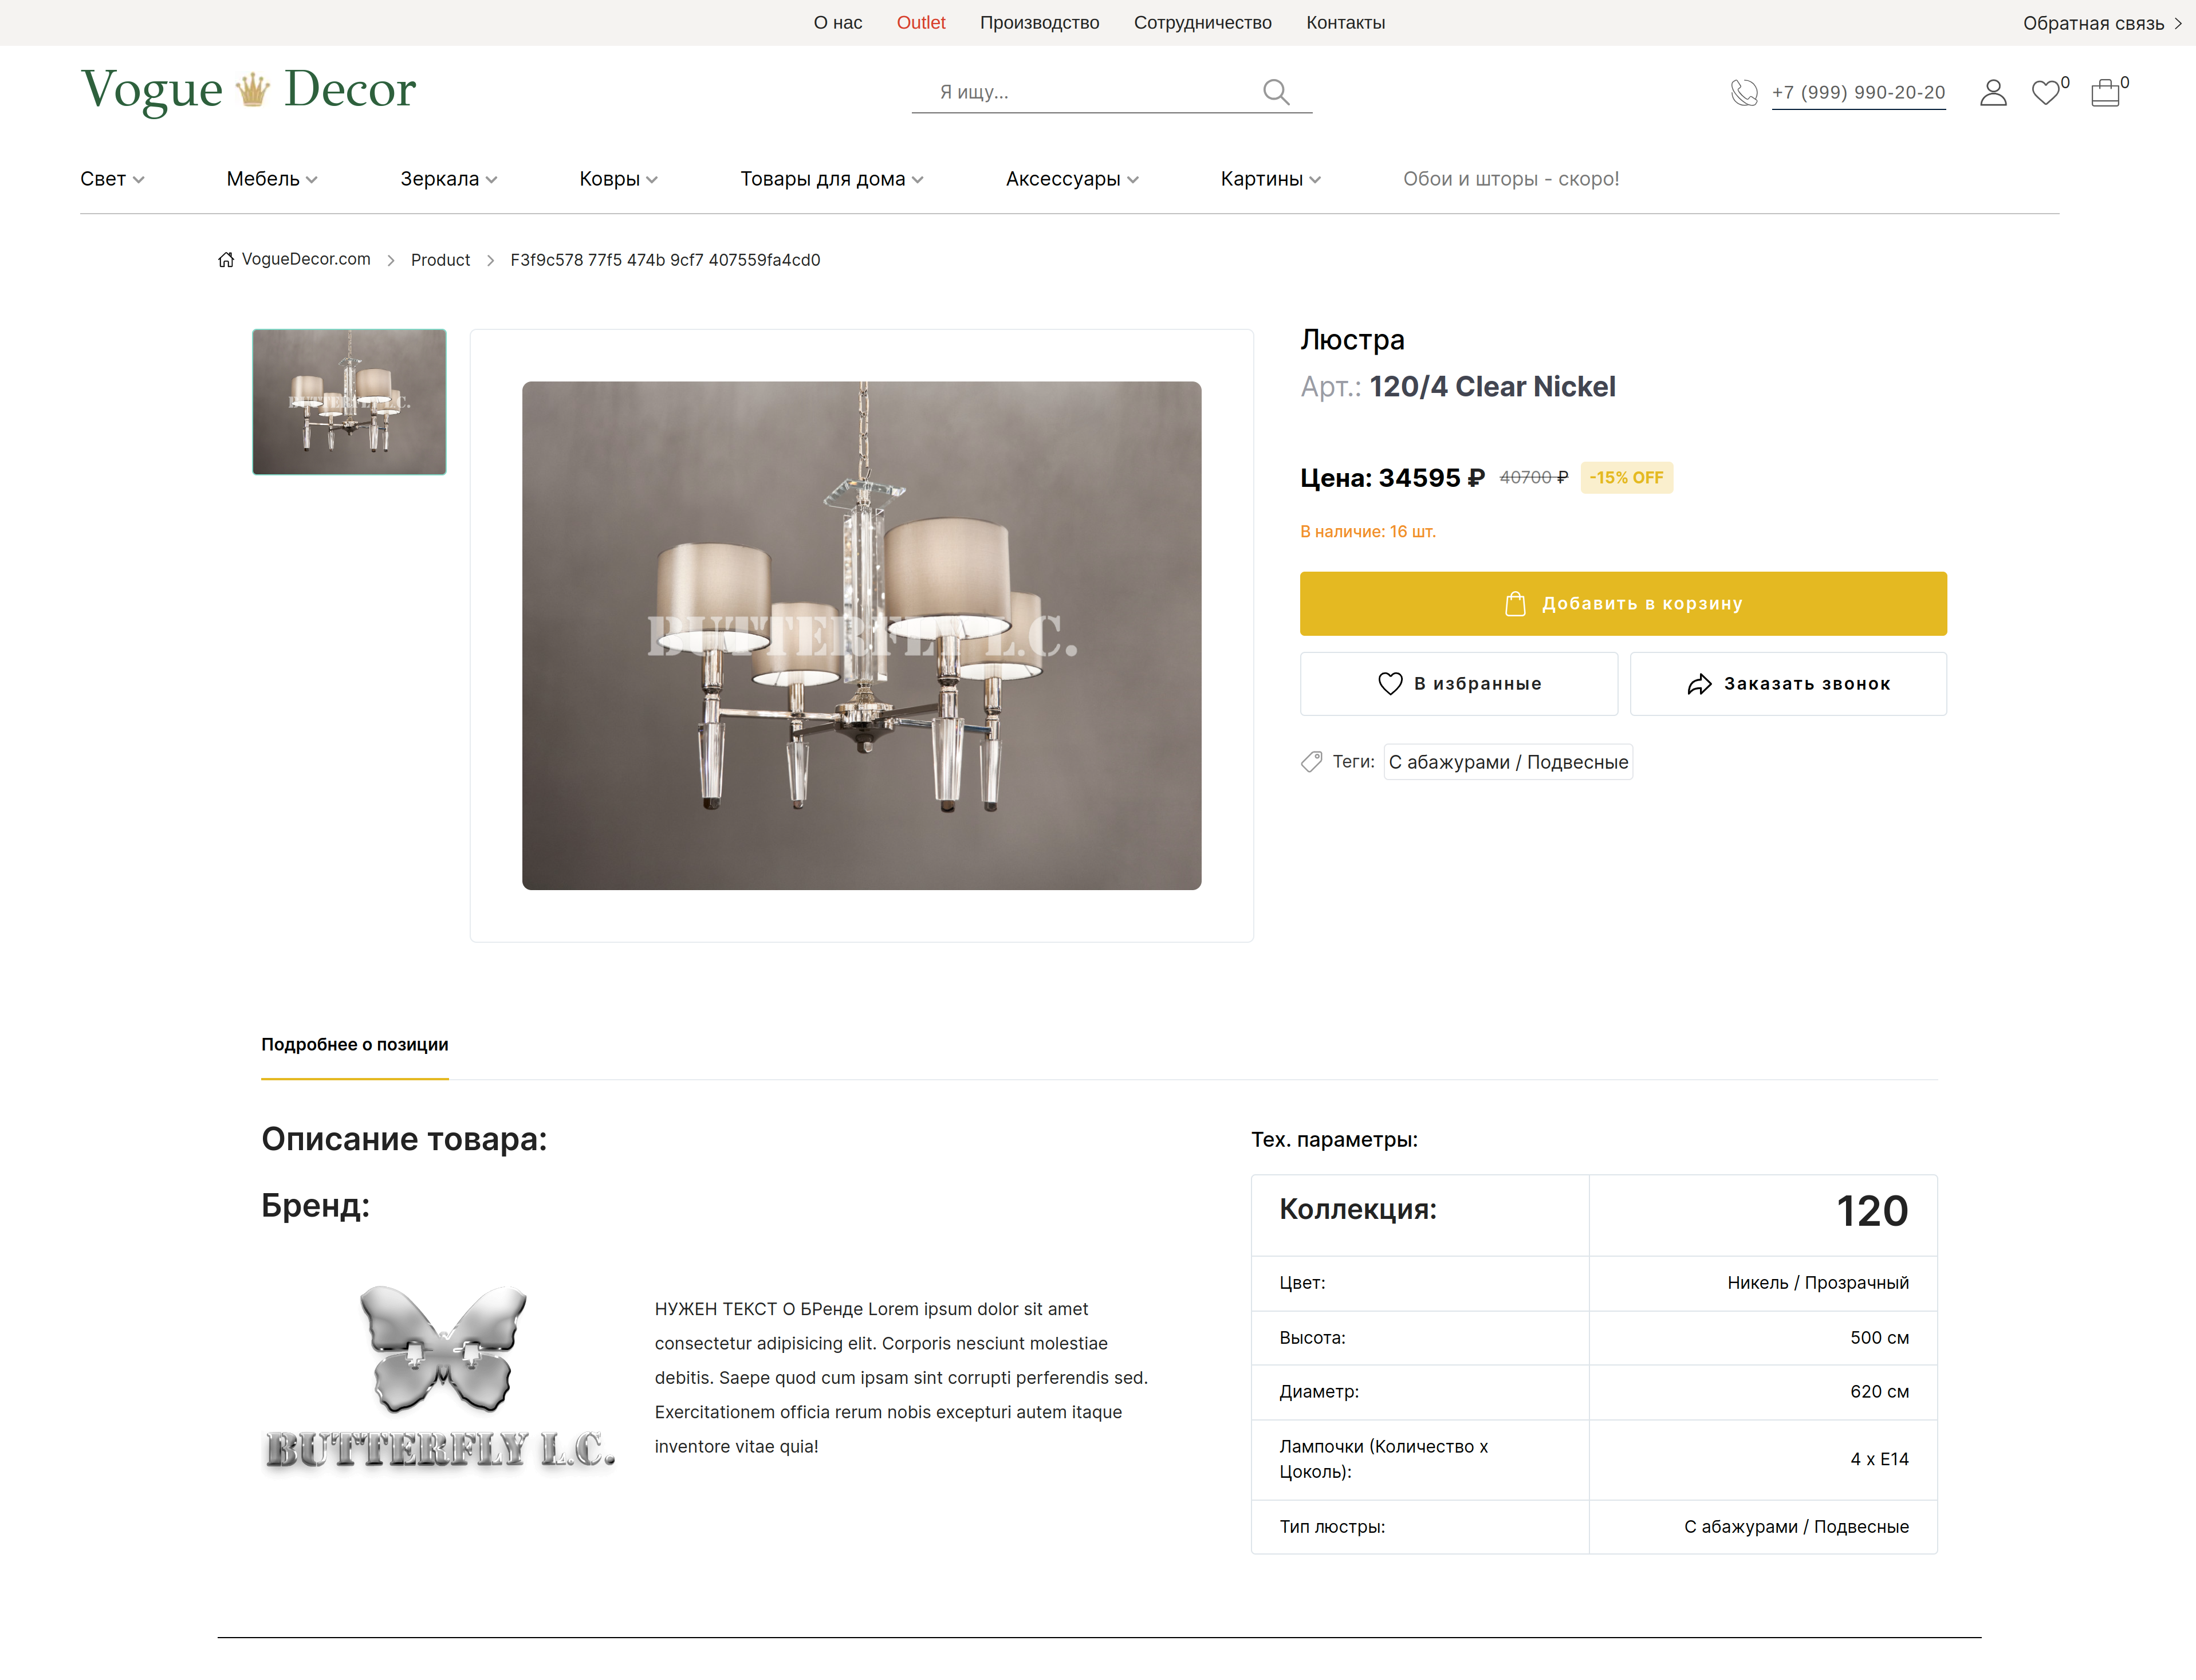 О нас Outlet Производство Сотрудничество Контакты Обратная связь
Vogue Decor
Я ищу...
+7 (999) 990-20-20
0
0
Свет Мебель Зеркала Ковры Товары для дома Аксессуары Картины Обои и шторы - скоро!
VogueDecor.com Product F3f9c578 77f5 474b 9cf7 407559fa4cd0
BUTTERFLY L.C.
BUTTERFLY L.C.
Люстра
Арт.: 120/4 Clear Nickel
Цена: 34595 ₽ 40700 ₽ -15% OFF
В наличие: 16 шт.
Добавить в корзину
В избранные
Заказать звонок
Теги: С абажурами / Подвесные
Подробнее о позиции
Описание товара:
Бренд:
BUTTERFLY L.C.
НУЖЕН ТЕКСТ О БРенде Lorem ipsum dolor sit amet
consectetur adipisicing elit. Corporis nesciunt molestiae
debitis. Saepe quod cum ipsam sint corrupti perferendis sed.
Exercitationem officia rerum nobis excepturi autem itaque
inventore vitae quia!
Тех. параметры:
Коллекция: 120
Цвет: Никель / Прозрачный
Высота: 500 см
Диаметр: 620 см
Лампочки (Количество х
Цоколь): 4 x E14
Тип люстры: С абажурами / Подвесные